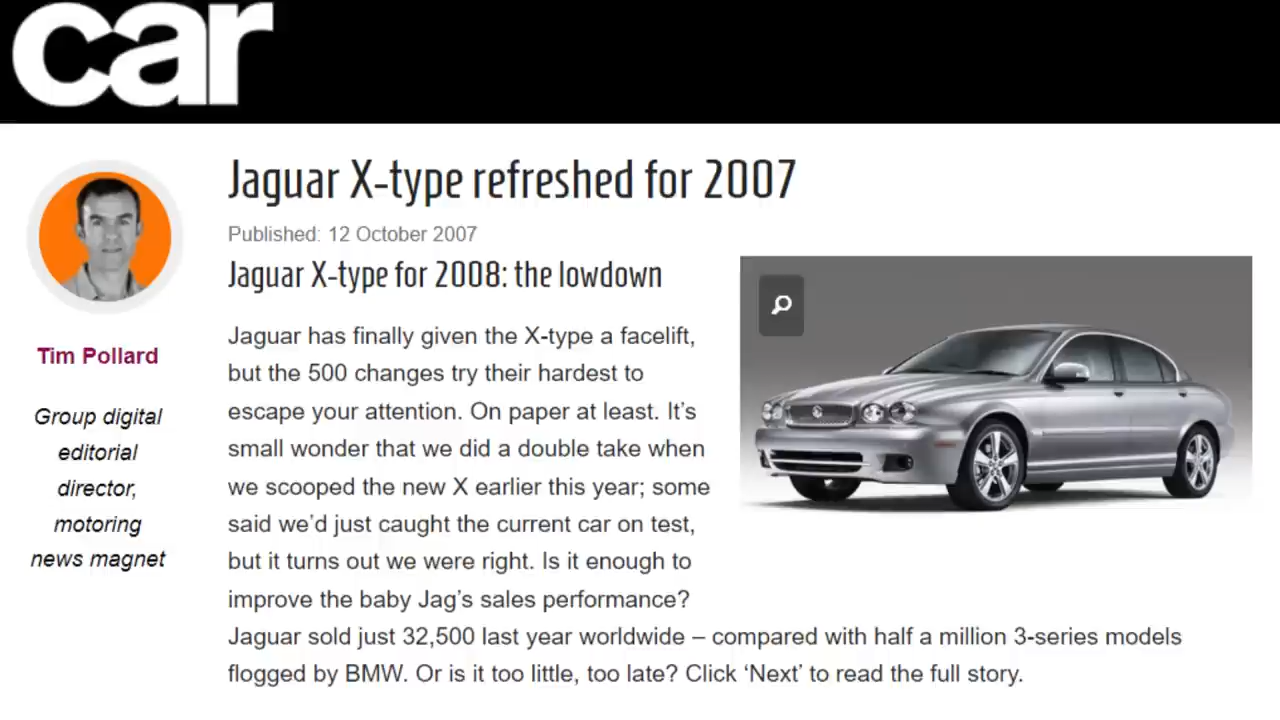 car
Jaguar X-type refreshed for 2007
Published: 12 October 2007
Jaguar X-type for 2008: the lowdown
Tim Pollard
Group digital
editorial
director,
motoring
news magnet
Jaguar has finally given the X-type a facelift,
but the 500 changes try their hardest to
escape your attention. On paper at least. It’s
small wonder that we did a double take when
we scooped the new X earlier this year; some
said we’d just caught the current car on test,
but it turns out we were right. Is it enough to
improve the baby Jag’s sales performance?
Jaguar sold just 32,500 last year worldwide – compared with half a million 3-series models
flogged by BMW. Or is it too little, too late? Click ‘Next’ to read the full story.